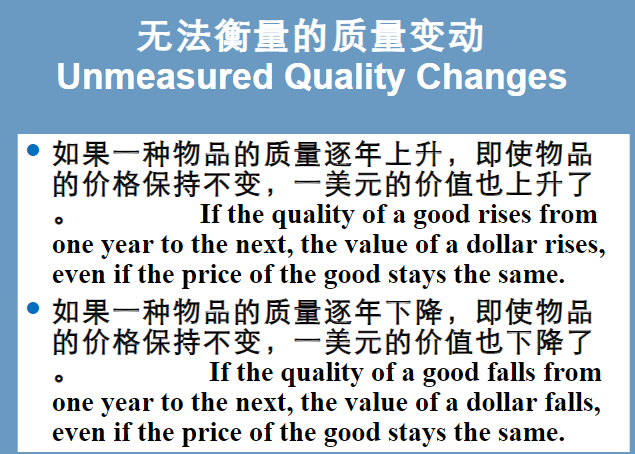 无法衡量的质量变动
Unmeasured Quality Changes
• 如果一种物品的质量逐年上升，即使物品
的价格保持不变，一美元的价值也上升了
。 If the quality of a good rises from
one year to the next, the value of a dollar rises,
even if the price of the good stays the same.
• 如果一种物品的质量逐年下降，即使物品
的价格保持不变，一美元的价值也下降了
。 If the quality of a good falls from
one year to the next, the value of a dollar falls,
even if the price of the good stays the same.